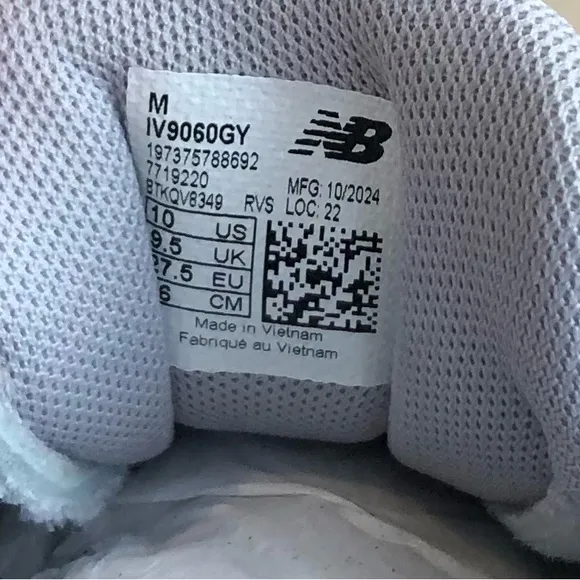 M
IV9060GY
NB
197375788692
7719220
MFG: 10/2024
BTKQV8349 RVS LOC: 22
10 US
9.5 UK
27.5 EU
6 CM
Made in Vietnam
Fabriqué au Vietnam